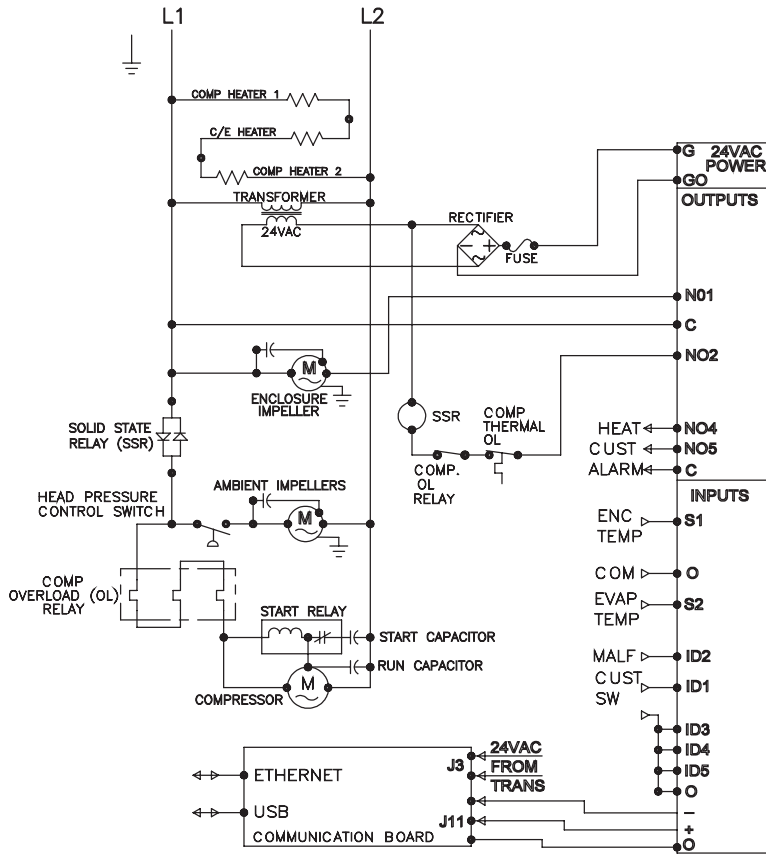 L1 L2
COMP HEATER 1
C/E HEATER
COMP HEATER 2
TRANSFORMER
24VAC
RECTIFIER
FUSE
G 24VAC
POWER
GO
OUTPUTS
N01
C
NO2
M
ENCLOSURE
IMPELLER
SOLID STATE
RELAY (SSR)
SSR
COMP
THERMAL
OL
COMP.
OL
RELAY
HEAT NO4
CUST NO5
ALARM C
INPUTS
HEAD PRESSURE
CONTROL SWITCH
AMBIENT IMPELLERS
M
ENC
TEMP
S1
COM O
EVAP
TEMP
S2
COMP
OVERLOAD (OL)
RELAY
START RELAY
START CAPACITOR
RUN CAPACITOR
M
COMPRESSOR
MALF ID2
CUST
SW
ID1
ID3
ID4
ID5
O
ETHERNET
USB
COMMUNICATION BOARD
J3
24VAC
FROM
TRANS
J11
-
+
O